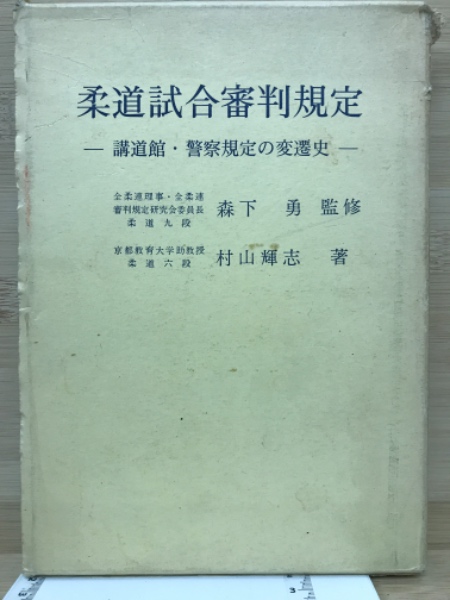 柔道試合審判規定
― 講道館・警察規定の変遷史 ―
全柔連理事・全柔連
審判規定研究会委員長
柔道九段
森下 勇 監修
京都教育大学助教授
柔道六段
村山輝志 著
3